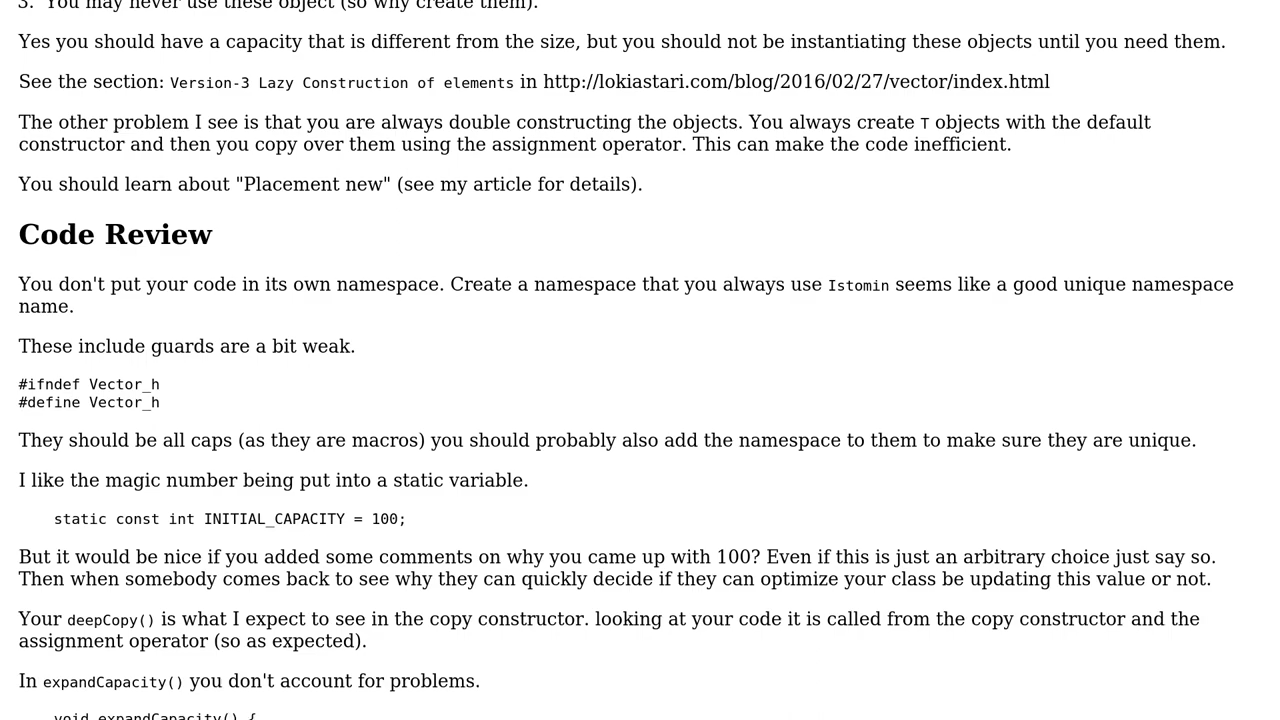 3. You may never use these object (so why create them).
Yes you should have a capacity that is different from the size, but you should not be instantiating these objects until you need them.
See the section: Version-3 Lazy Construction of elements in http://lokiastari.com/blog/2016/02/27/vector/index.html
The other problem I see is that you are always double constructing the objects. You always create T objects with the default
constructor and then you copy over them using the assignment operator. This can make the code inefficient.
You should learn about "Placement new" (see my article for details).
Code Review
You don't put your code in its own namespace. Create a namespace that you always use Istomin seems like a good unique namespace
name.
These include guards are a bit weak.
#ifndef Vector_h
#define Vector_h
They should be all caps (as they are macros) you should probably also add the namespace to them to make sure they are unique.
I like the magic number being put into a static variable.
static const int INITIAL_CAPACITY = 100;
But it would be nice if you added some comments on why you came up with 100? Even if this is just an arbitrary choice just say so.
Then when somebody comes back to see why they can quickly decide if they can optimize your class be updating this value or not.
Your deepCopy() is what I expect to see in the copy constructor. looking at your code it is called from the copy constructor and the
assignment operator (so as expected).
In expandCapacity() you don't account for problems.
void expandCapacity() {